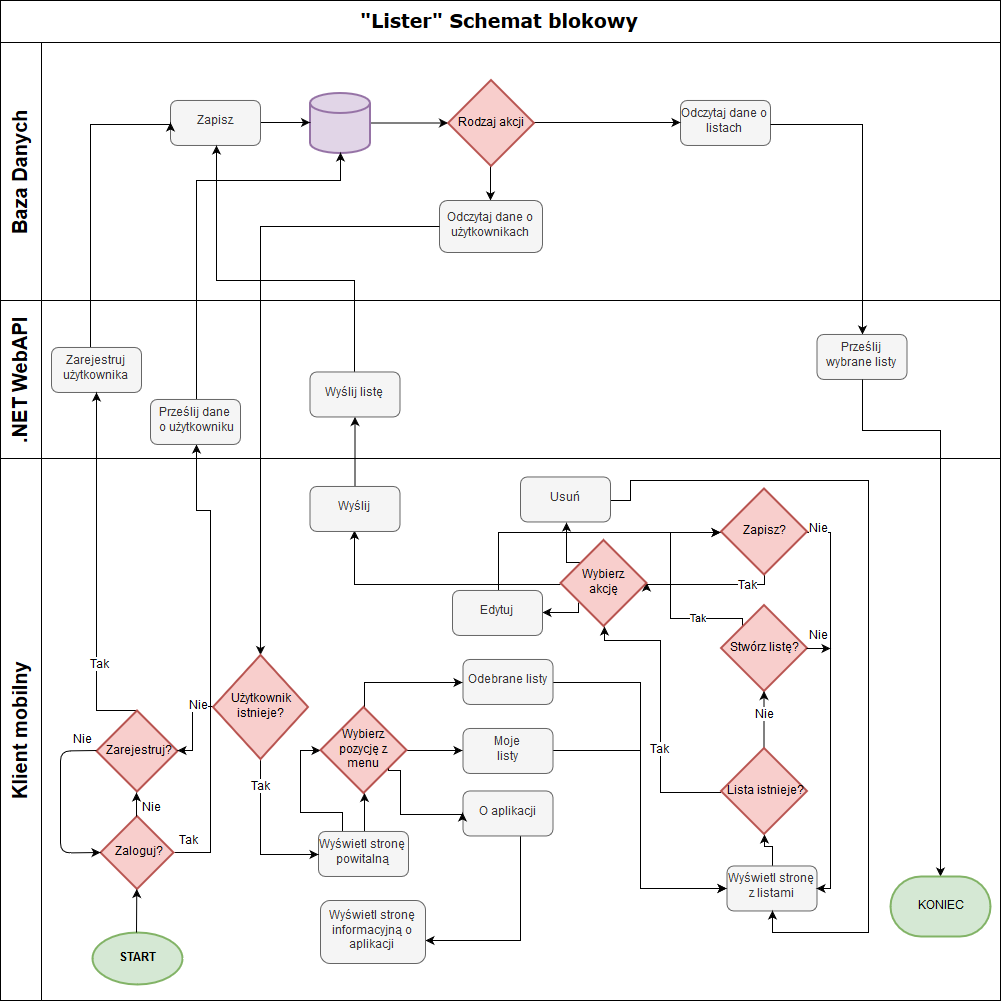 "Lister" Schemat blokowy
Baza Danych
Zapisz
Rodzaj akcji
Odczytaj dane o
listach
Odczytaj dane o
użytkownikach
.NET WebAPI
Zarejestruj
użytkownika
Prześlij dane
o użytkowniku
Wyślij listę
Prześlij
wybrane listy
Klient mobilny
Wyślij
Usuń
Zapisz?
Nie
Wybierz
akcję
Tak
Edytuj
Tak
Stwórz listę?
Nie
Tak
Nie
Użytkownik
istnieje?
Odebrane listy
Nie
Zarejestruj?
Nie
Wybierz
pozycję z
menu
Moje
listy
Tak
Lista istnieje?
Tak
Nie
O aplikacji
Zaloguj?
Tak
Wyświetl stronę
powitalną
Wyświetl stronę
z listami
Wyświetl stronę
informacyjną o
aplikacji
KONIEC
START